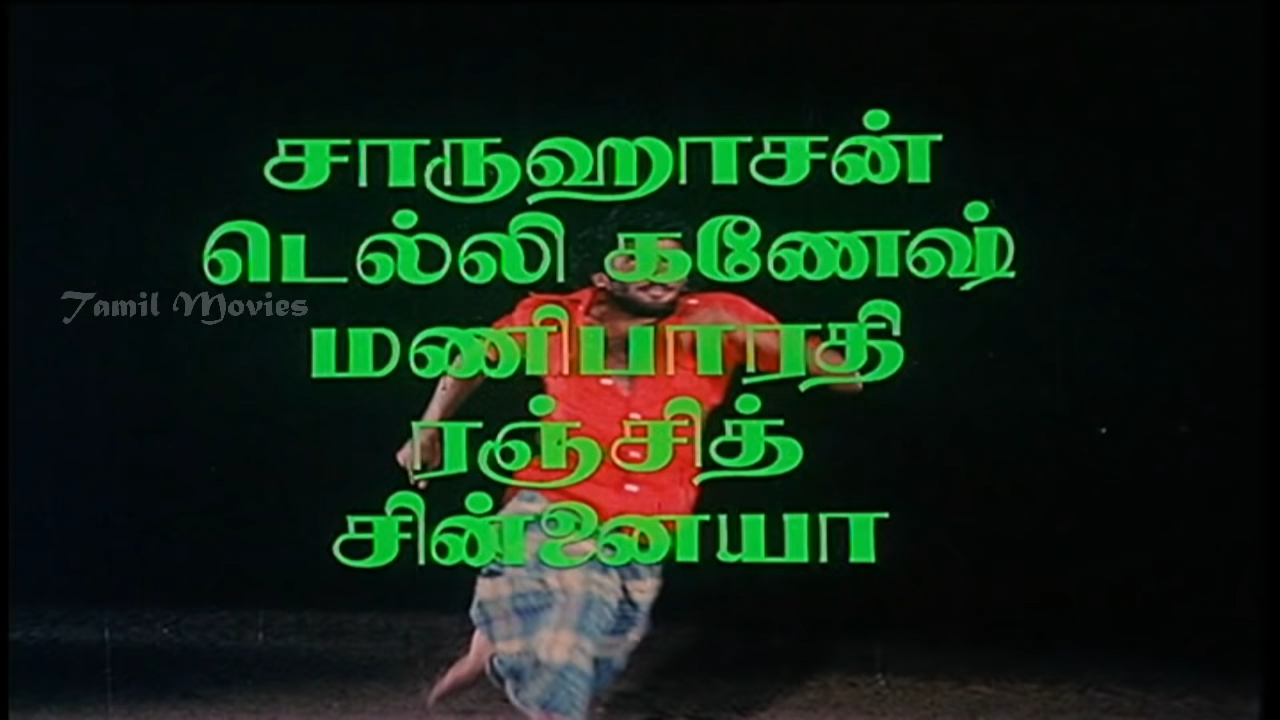 சாருஹாசன்
டெல்லி கணேஷ்
Tamil Movies
மணிபாரதி
ரஞ்சித்
சின்னையா